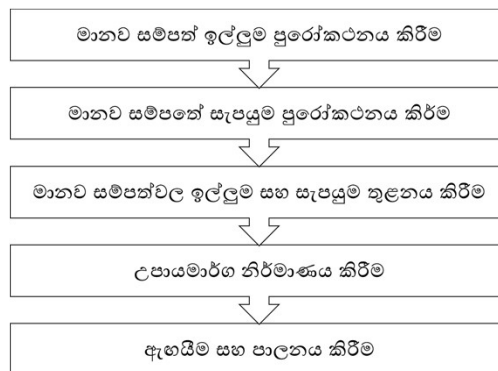 මානව සම්පත් ඉල්ලුම පුරෝකථනය කිරීම
මානව සම්පතේ සැපයුම පුරෝකථනය කිර්ම
මානව සම්පත්වල ඉල්ලුම සහ සැපයුම තුළනය කිරීම
උපායමාර්ග නිර්මාණය කිරීම
ඇඟයීම සහ පාලනය කිරීම